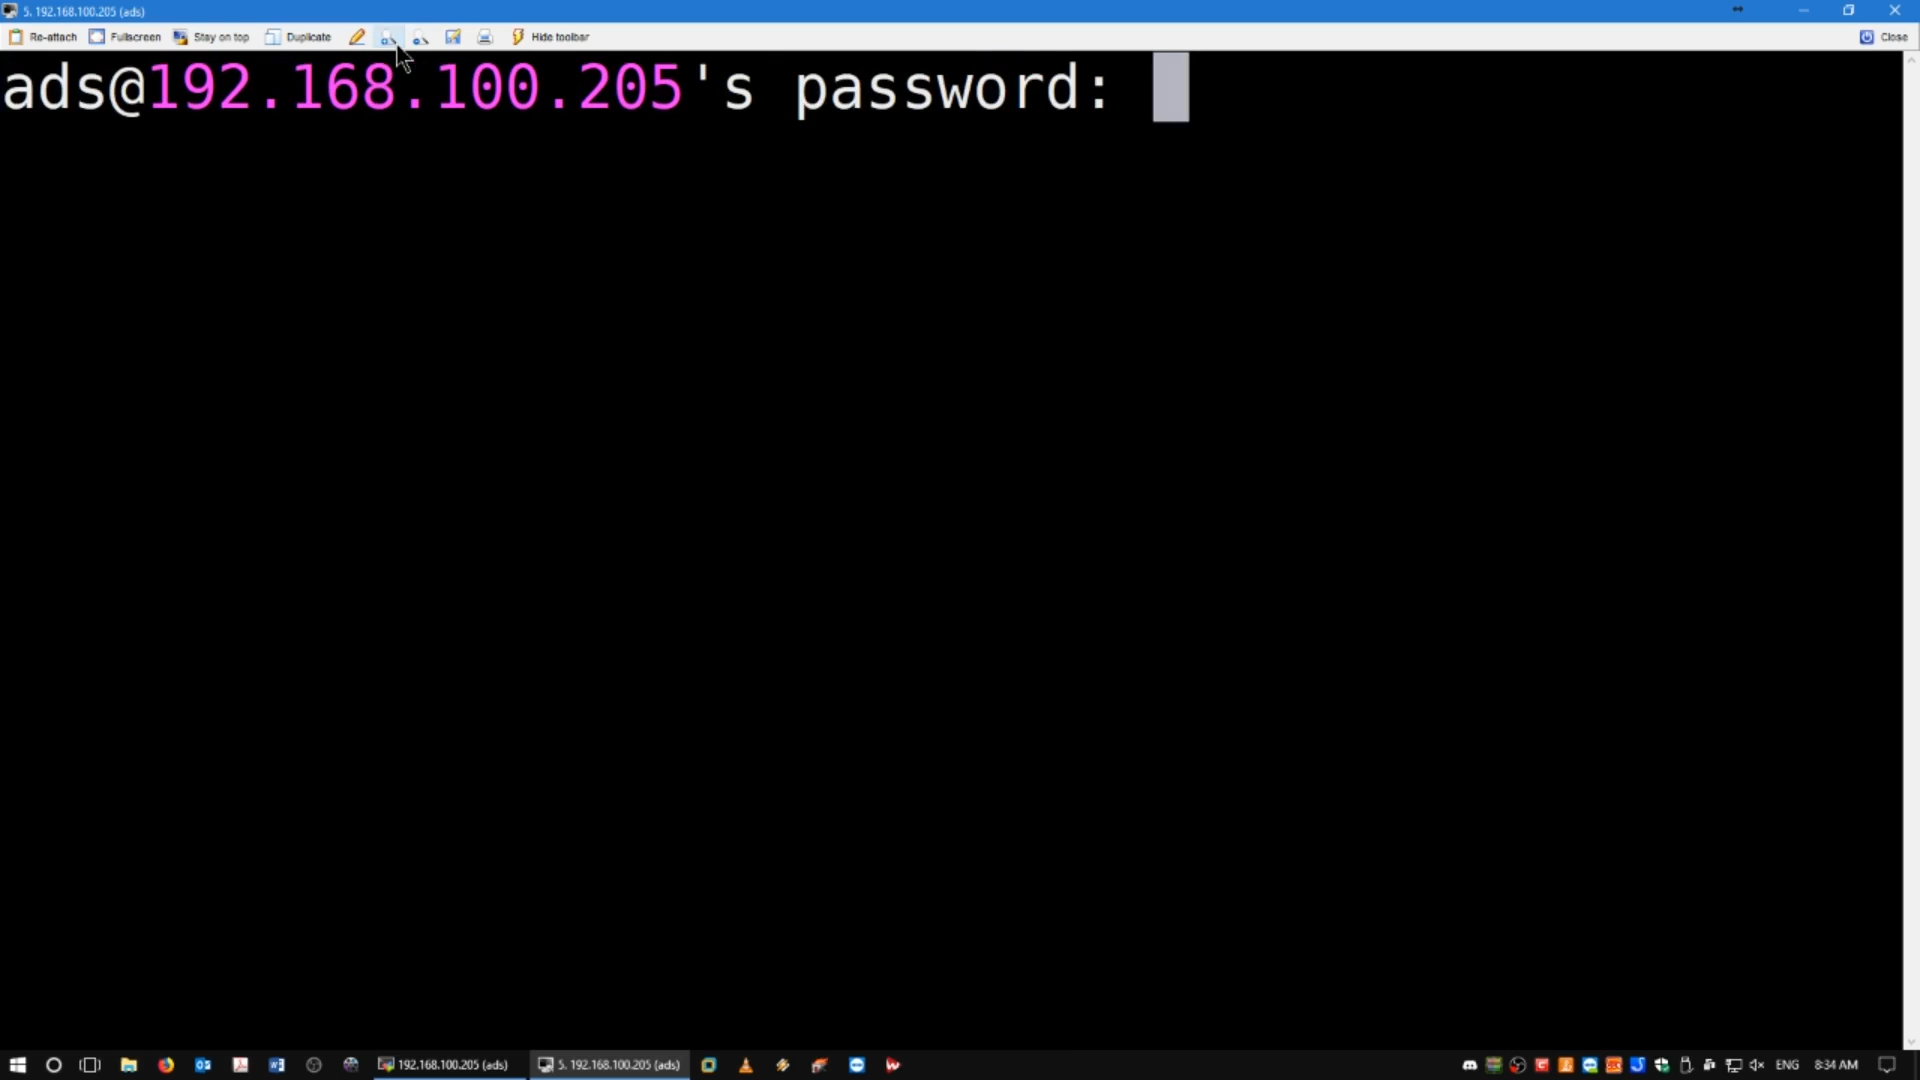 5. 192.168.100.205 (ads)
Re-attach Fullscreen Stay on top Duplicate Hide toolbar Close
ads@192.168.100.205's password:
192.168.100.205 (ads) 5. 192.168.100.205 (ads) ENG 8:34 AM